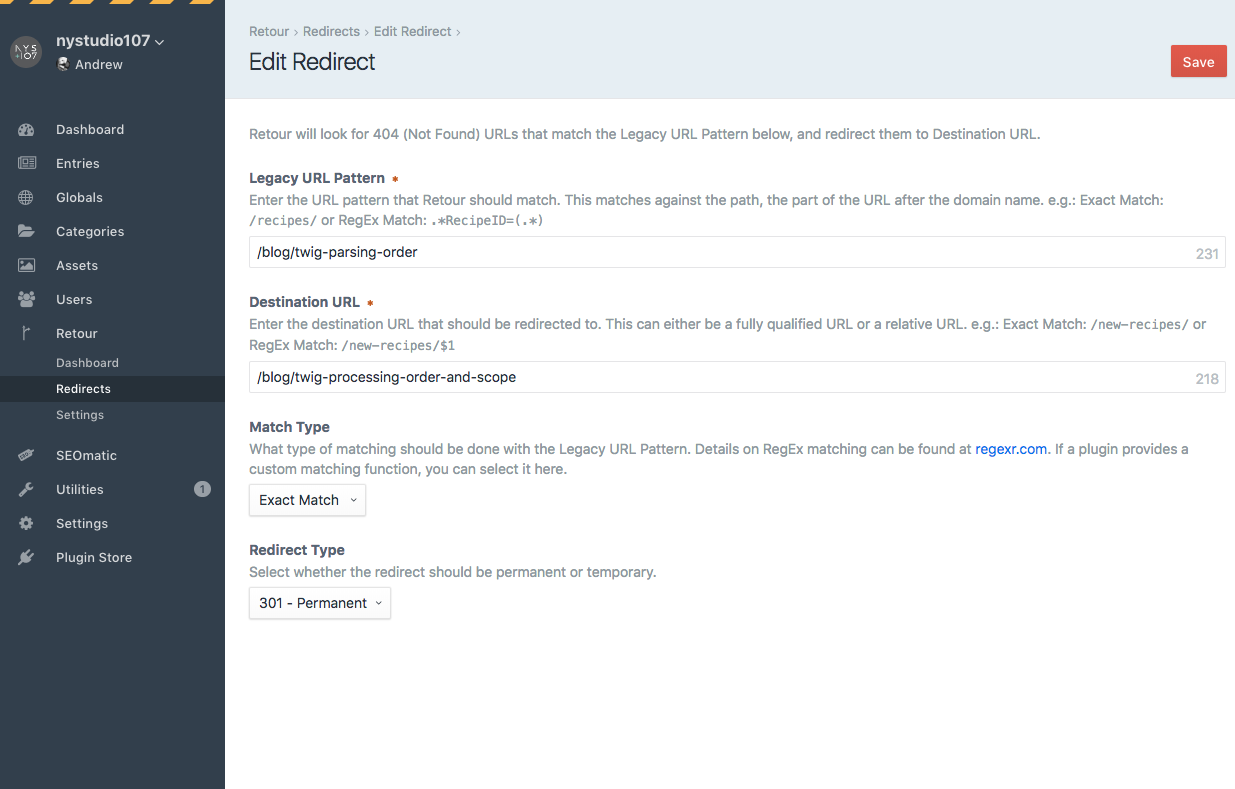 NYS
+107
nystudio107
Andrew
Dashboard
Entries
Globals
Categories
Assets
Users
Retour
Dashboard
Redirects
Settings
SEOmatic
Utilities 1
Settings
Plugin Store
Retour › Redirects › Edit Redirect ›
Edit Redirect
Save
Retour will look for 404 (Not Found) URLs that match the Legacy URL Pattern below, and redirect them to Destination URL.
Legacy URL Pattern *
Enter the URL pattern that Retour should match. This matches against the path, the part of the URL after the domain name. e.g.: Exact Match:
/recipes/ or RegEx Match: .*RecipeID=(.*)
/blog/twig-parsing-order 231
Destination URL *
Enter the destination URL that should be redirected to. This can either be a fully qualified URL or a relative URL. e.g.: Exact Match: /new-recipes/ or
RegEx Match: /new-recipes/$1
/blog/twig-processing-order-and-scope 218
Match Type
What type of matching should be done with the Legacy URL Pattern. Details on RegEx matching can be found at regexr.com. If a plugin provides a
custom matching function, you can select it here.
Exact Match
Redirect Type
Select whether the redirect should be permanent or temporary.
301 - Permanent